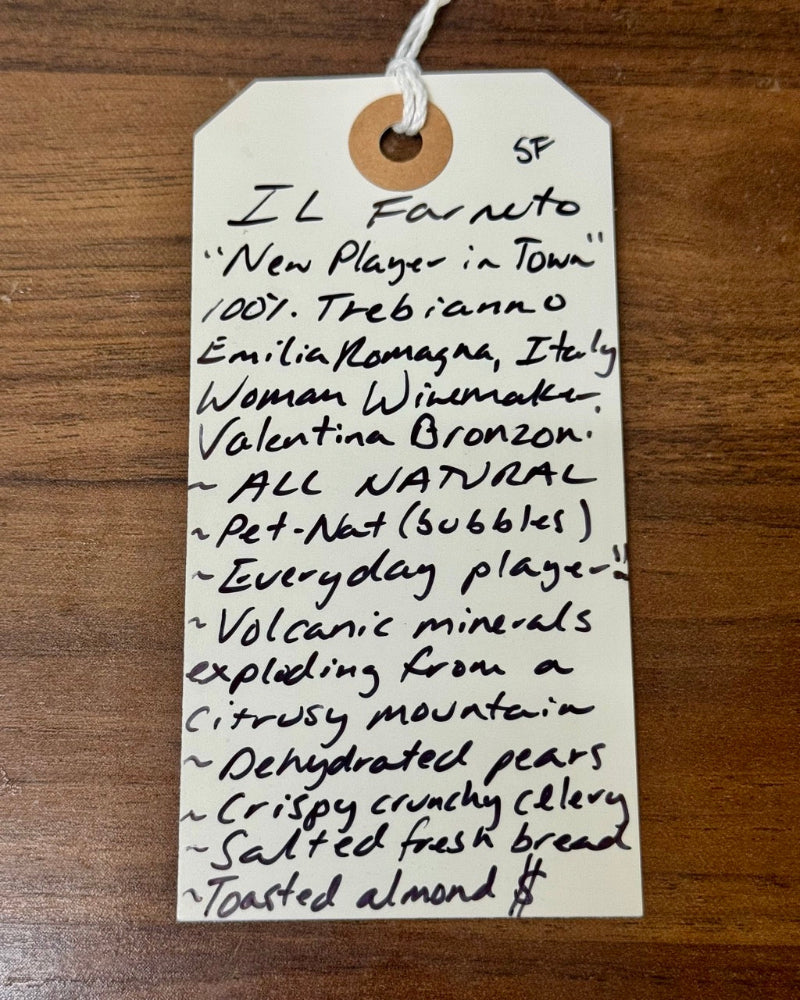 SF
IL Farneto
"New Player in Town"
100% Trebianno
Emilia Romagna, Italy
Woman Winemaker,
Valentina Bronzoni
~ ALL NATURAL
~ Pet-Nat (bubbles)
~ Everyday player!!
~ Volcanic minerals
exploding from a
citrusy mountain
~ Dehydrated pears
~ Crispy crunchy celery
~ Salted fresh bread
~ Toasted almond $